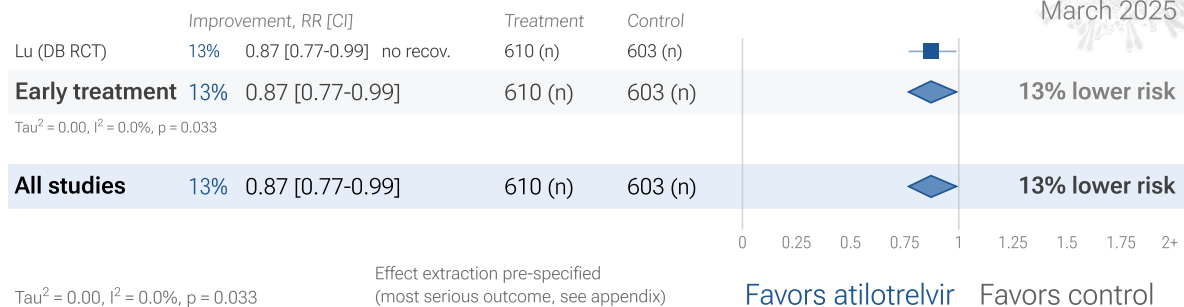 March 2025
Improvement, RR [CI] Treatment Control
Lu (DB RCT) 13% 0.87 [0.77-0.99] no recov. 610 (n) 603 (n)
Early treatment 13% 0.87 [0.77-0.99] 610 (n) 603 (n) 13% lower risk
Tau² = 0.00, I² = 0.0%, p = 0.033
All studies 13% 0.87 [0.77-0.99] 610 (n) 603 (n) 13% lower risk
0 0.25 0.5 0.75 1 1.25 1.5 1.75 2+
Effect extraction pre-specified
Tau² = 0.00, I² = 0.0%, p = 0.033 (most serious outcome, see appendix) Favors atilotrelvir Favors control